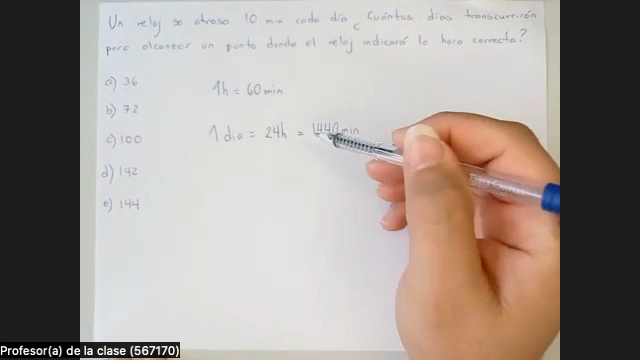 Un reloj se atrasa 10 min cada día ¿Cuántos días transcurrirán
para alcanzar un punto donde el reloj indicará la hora correcta?
a) 36
b) 72
c) 100
d) 142
e) 144
1h = 60 min
1 día = 24h = 1440 min
Profesor(a) de la clase (567170)